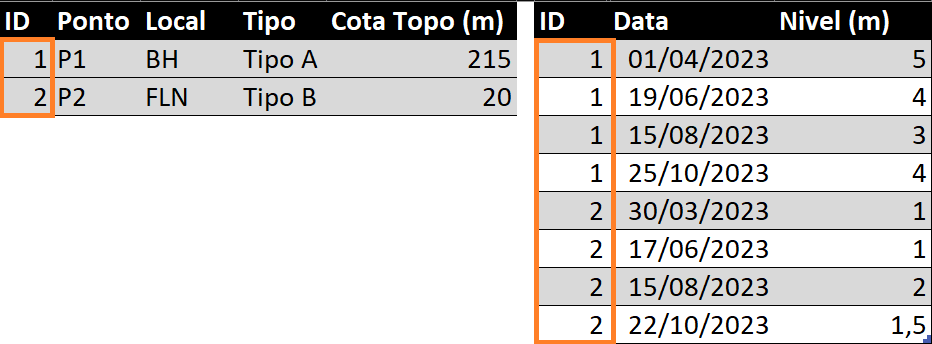 ID Ponto Local Tipo Cota Topo (m)
1 P1 BH Tipo A 215
2 P2 FLN Tipo B 20
ID Data Nivel (m)
1 01/04/2023 5
1 19/06/2023 4
1 15/08/2023 3
1 25/10/2023 4
2 30/03/2023 1
2 17/06/2023 1
2 15/08/2023 2
2 22/10/2023 1,5